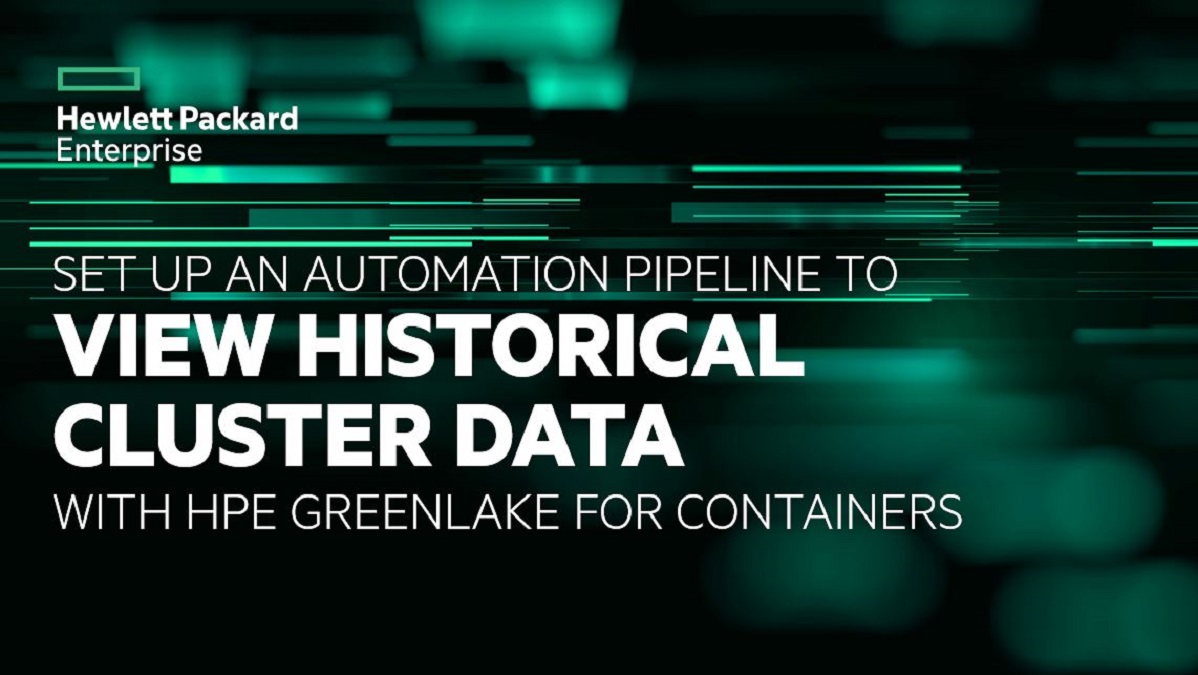 Hewlett Packard
Enterprise
SET UP AN AUTOMATION PIPELINE TO
VIEW HISTORICAL
CLUSTER DATA
WITH HPE GREENLAKE FOR CONTAINERS